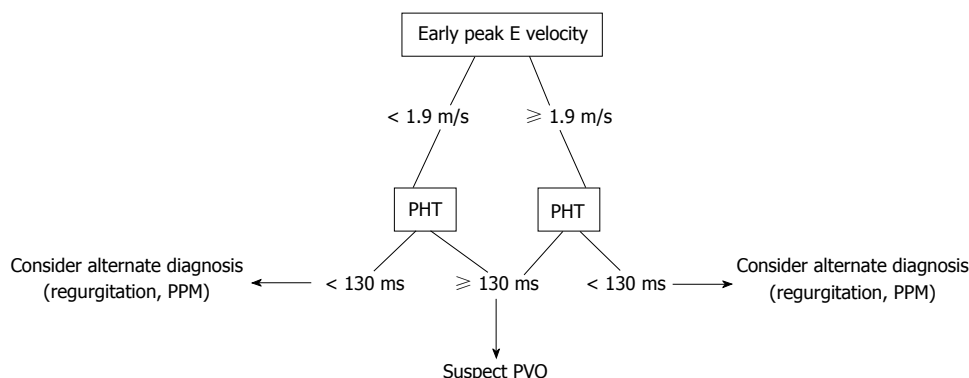 Early peak E velocity
< 1.9 m/s
≥ 1.9 m/s
PHT
PHT
Consider alternate diagnosis
(regurgitation, PPM)
< 130 ms
≥ 130 ms
< 130 ms
Consider alternate diagnosis
(regurgitation, PPM)
Suspect PVO